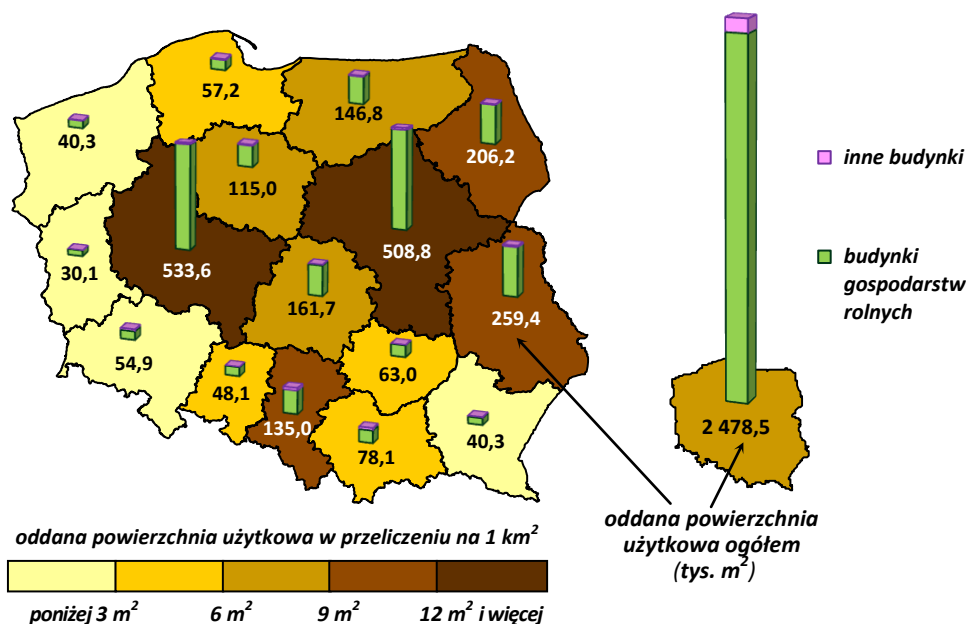 57,2
146,8
40,3
206,2
115,0
inne budynki
533,6
508,8
30,1
budynki
gospodarstw
rolnych
161,7
259,4
54,9
63,0
48,1
135,0
78,1
40,3
2 478,5
oddana powierzchnia
użytkowa ogółem
(tys. m²)
oddana powierzchnia użytkowa w przeliczeniu na 1 km²
poniżej 3 m² 6 m² 9 m² 12 m² i więcej